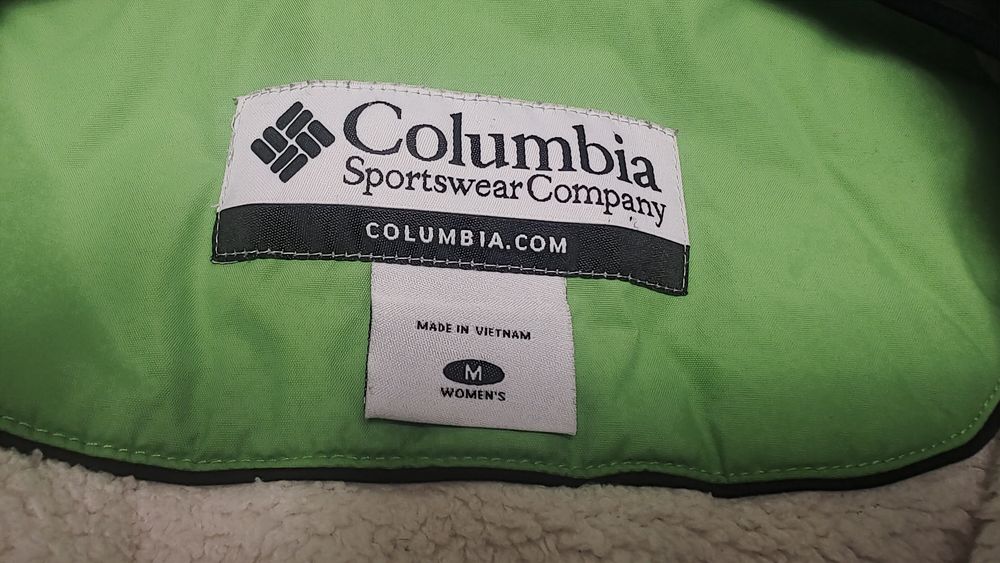 Columbia
Sportswear Company
COLUMBIA.COM
MADE IN VIETNAM
M
WOMEN'S